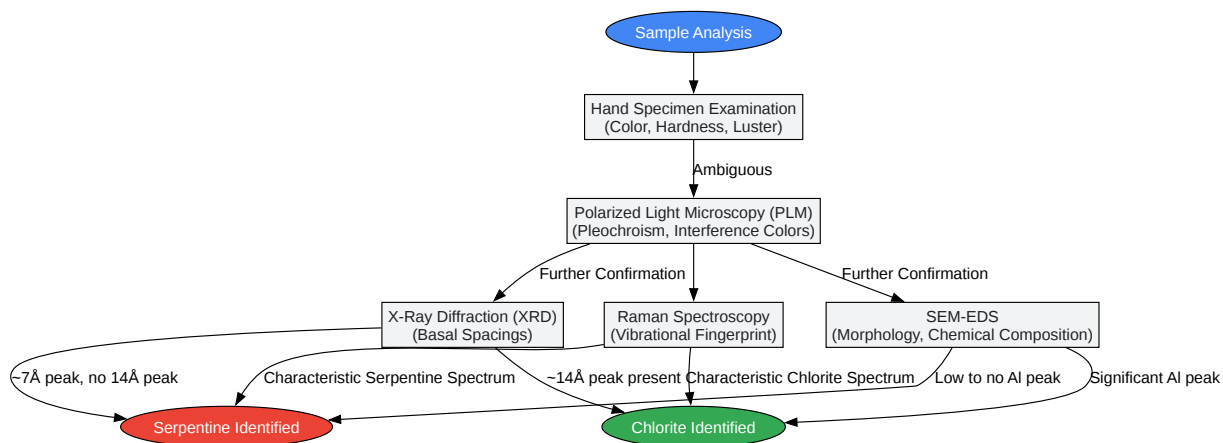 Sample Analysis
Hand Specimen Examination
(Color, Hardness, Luster)
Ambiguous
Polarized Light Microscopy (PLM)
(Pleochroism, Interference Colors)
Further Confirmation
Further Confirmation
X-Ray Diffraction (XRD)
(Basal Spacings)
Raman Spectroscopy
(Vibrational Fingerprint)
SEM-EDS
(Morphology, Chemical Composition)
~7Å peak, no 14Å peak
Characteristic Serpentine Spectrum
~14Å peak present
Characteristic Chlorite Spectrum
Low to no Al peak
Significant Al peak
Serpentine Identified
Chlorite Identified